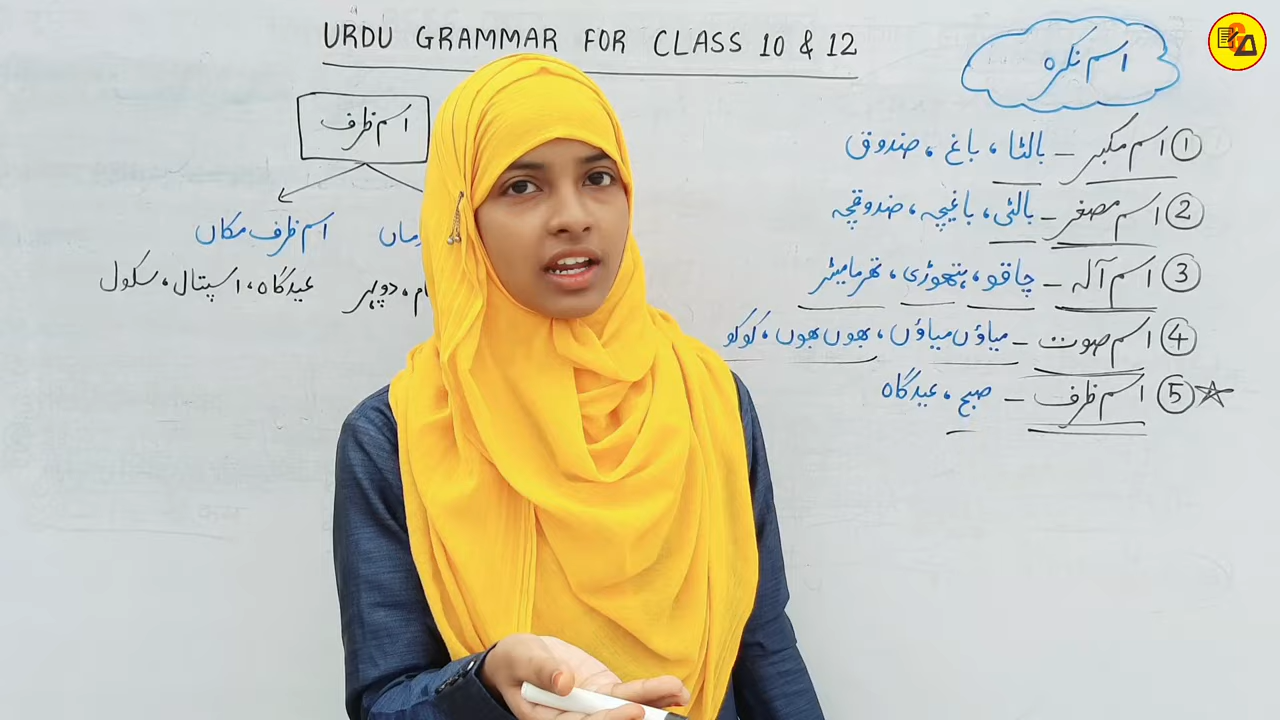 URDU GRAMMAR FOR CLASS 10 & 12
اسم نکرہ
① اسم مکبر – بالٹا، باغ، صندوق
② اسم مصغر – بالٹی، باغیچہ، صندوقچہ
③ اسم آلہ – چاقو، ہتھوڑی، تھرمامیٹر
④ اسم صوت – میاؤں میاؤں، بھوں بھوں، کوکو
⑤ اسم ظرف – صبح، عیدگاہ
اسم ظرف
اسم ظرف مکاں
عیدگاہ، اسپتال، سکول
دوپہر